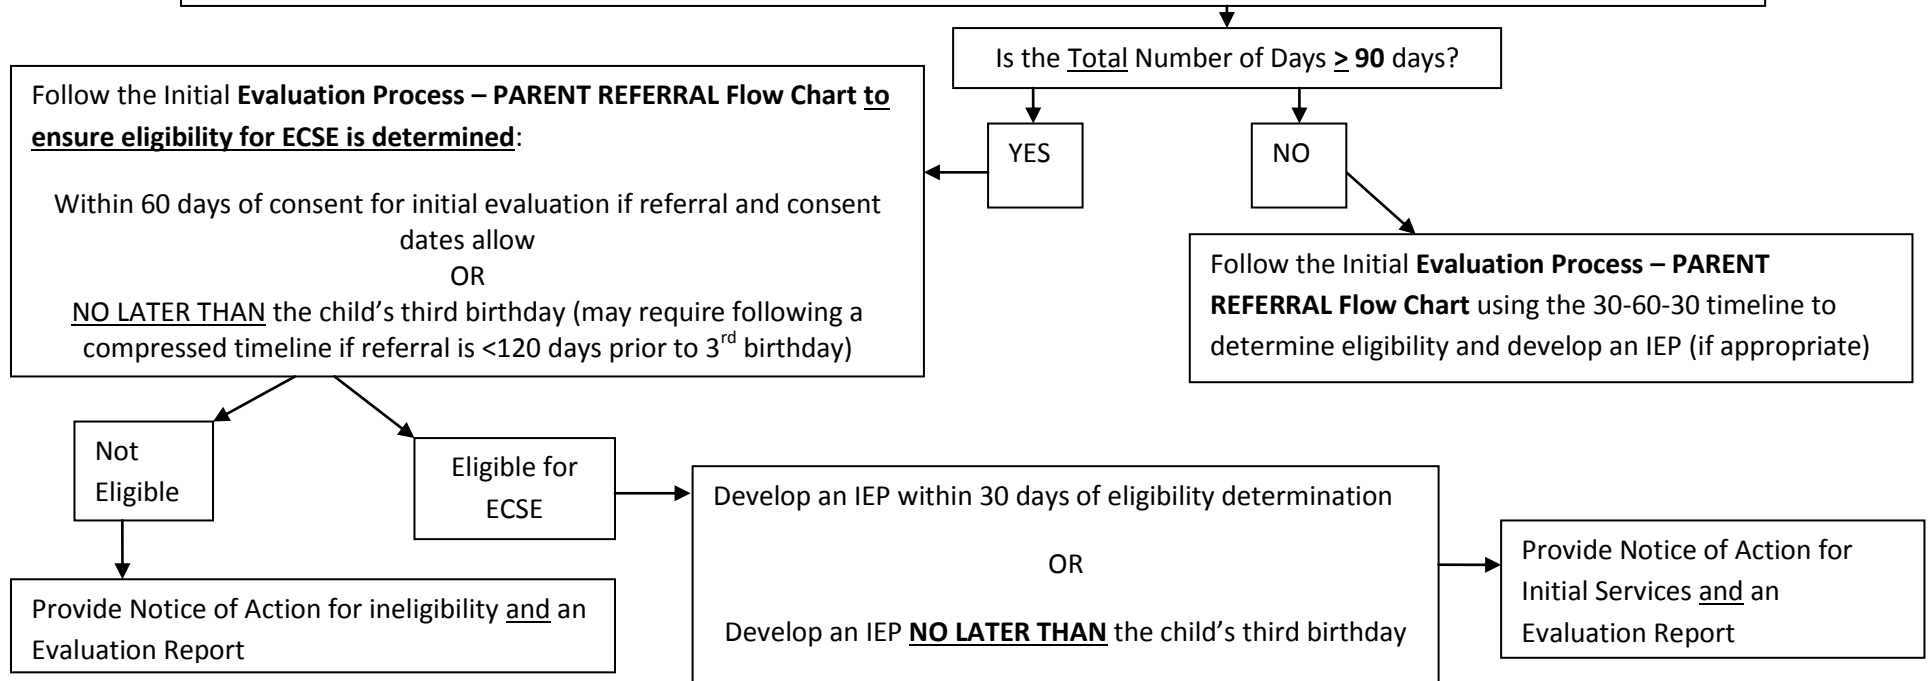 Is the Total Number of Days > 90 days?
Follow the Initial Evaluation Process – PARENT REFERRAL Flow Chart to
ensure eligibility for ECSE is determined:
Within 60 days of consent for initial evaluation if referral and consent
dates allow
OR
NO LATER THAN the child's third birthday (may require following a
compressed timeline if referral is <120 days prior to 3rd birthday)
YES
NO
Follow the Initial Evaluation Process – PARENT
REFERRAL Flow Chart using the 30-60-30 timeline to
determine eligibility and develop an IEP (if appropriate)
Not
Eligible
Eligible for
ECSE
Develop an IEP within 30 days of eligibility determination
OR
Develop an IEP NO LATER THAN the child's third birthday
Provide Notice of Action for
Initial Services and an
Evaluation Report
Provide Notice of Action for ineligibility and an
Evaluation Report